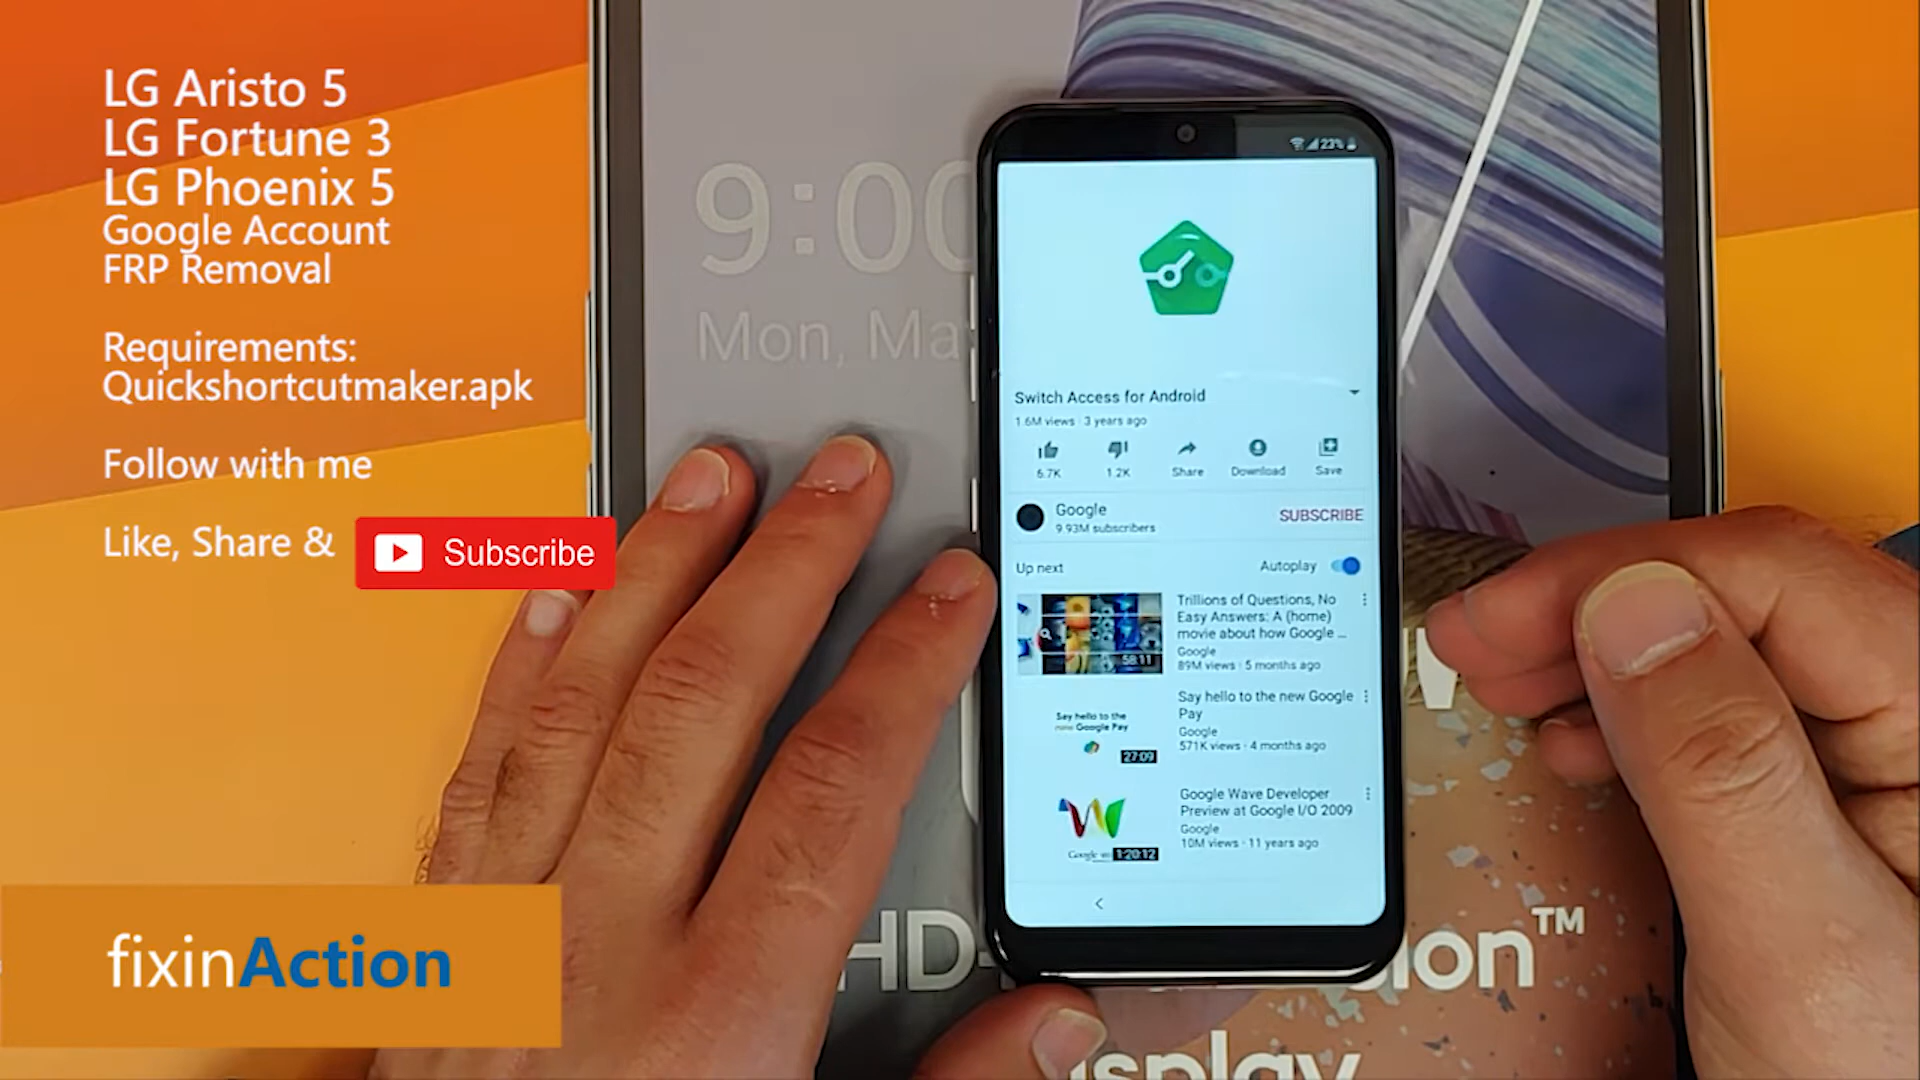 LG Aristo 5
LG Fortune 3
LG Phoenix 5
Google Account
FRP Removal
Requirements:
Quickshortcutmaker.apk
Follow with me
Like, Share &
Subscribe
fixinAction
9:00
Mon, Ma
23%
Switch Access for Android
1.6M views · 3 years ago
6.7K
1.2K
Share
Download
Save
Google
9.93M subscribers
SUBSCRIBE
Up next
Autoplay
Trillions of Questions, No
Easy Answers: A (home)
movie about how Google ...
Google
89M views · 5 months ago
58:11
Say hello to the new Google
Pay
Google
571K views · 4 months ago
Say hello to the
new Google Pay
27:09
Google Wave Developer
Preview at Google I/O 2009
Google
10M views · 11 years ago
1:20:12
HD
sion™
isplay